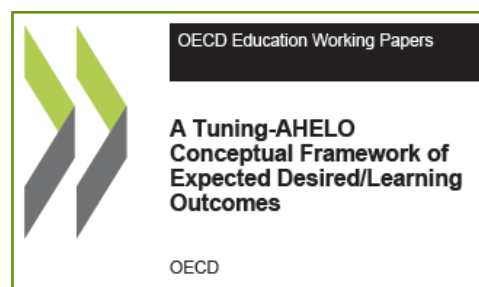 OECD Education Working Papers
A Tuning-AHELO
Conceptual Framework of
Expected Desired/Learning
Outcomes
OECD